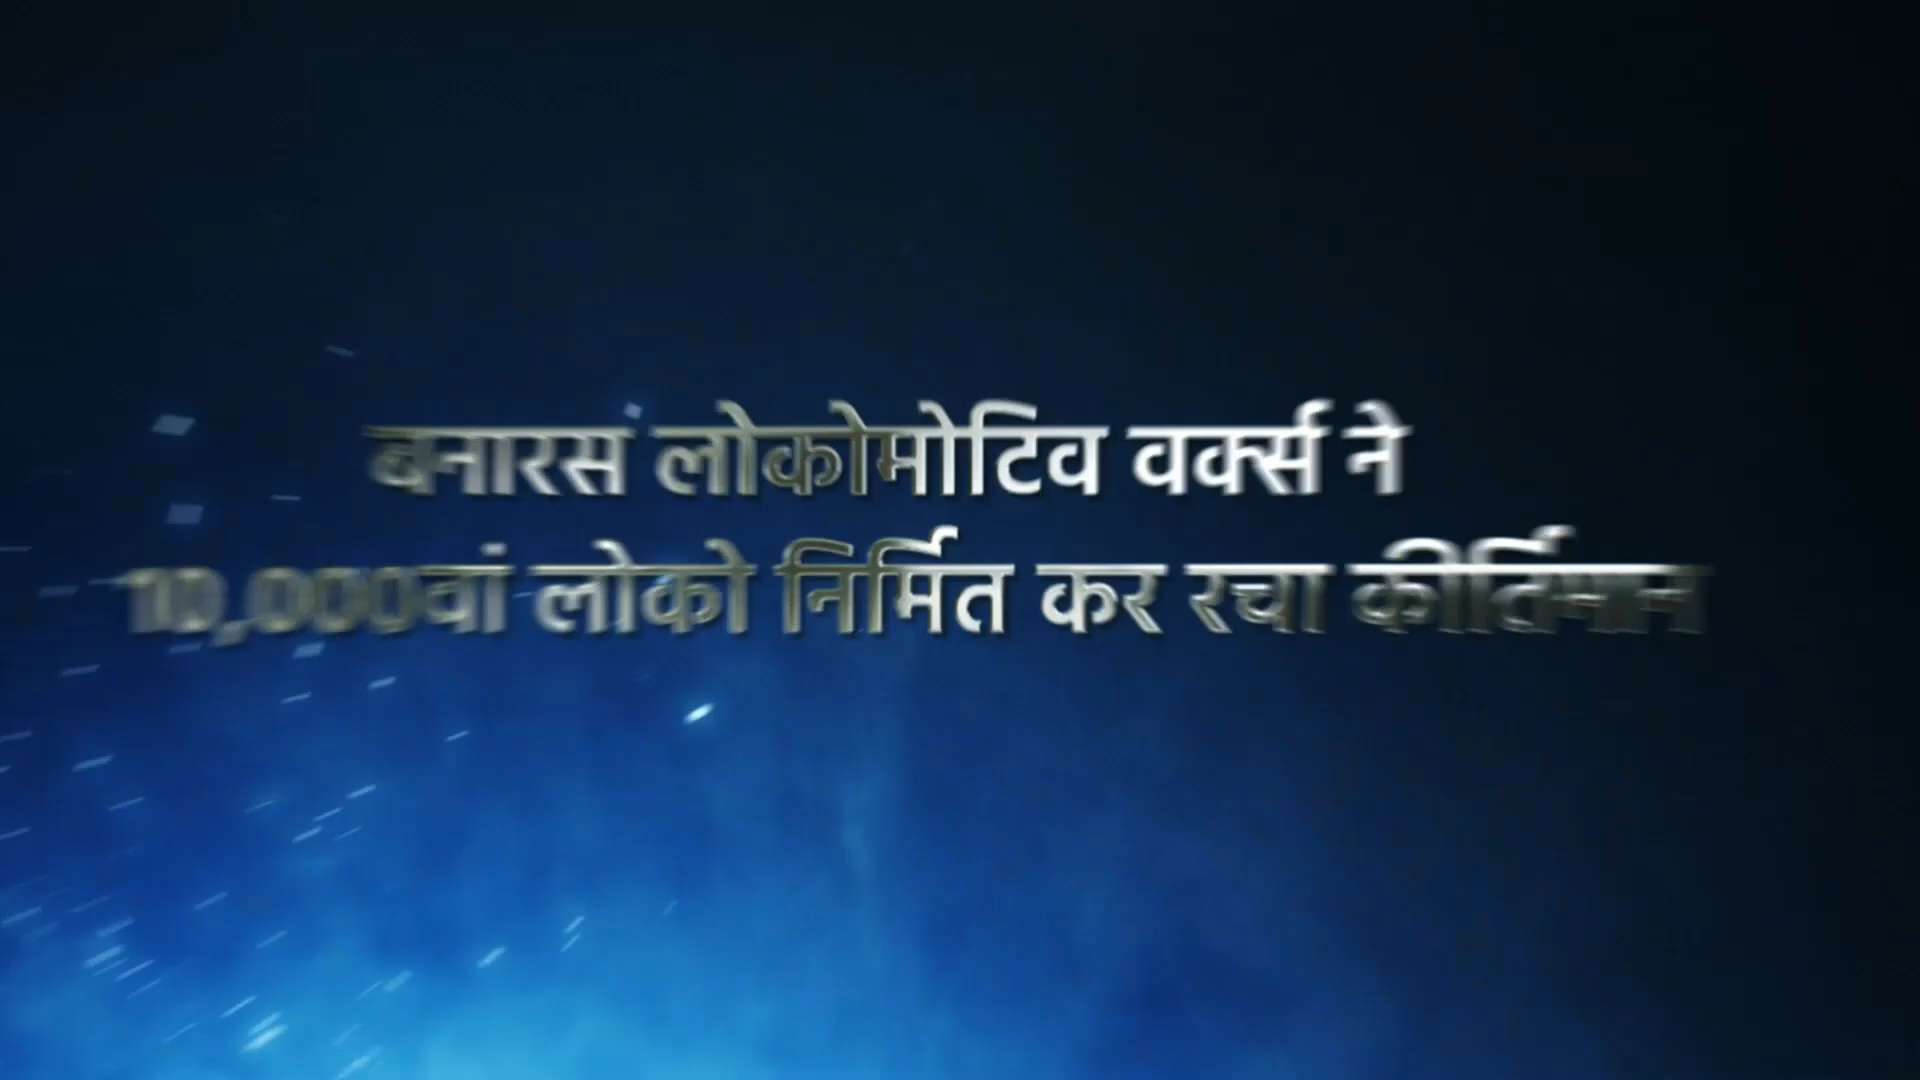 बनारस लोकोमोटिव वर्क्स ने
10,000वां लोको निर्मित कर रचा कीर्तिमान